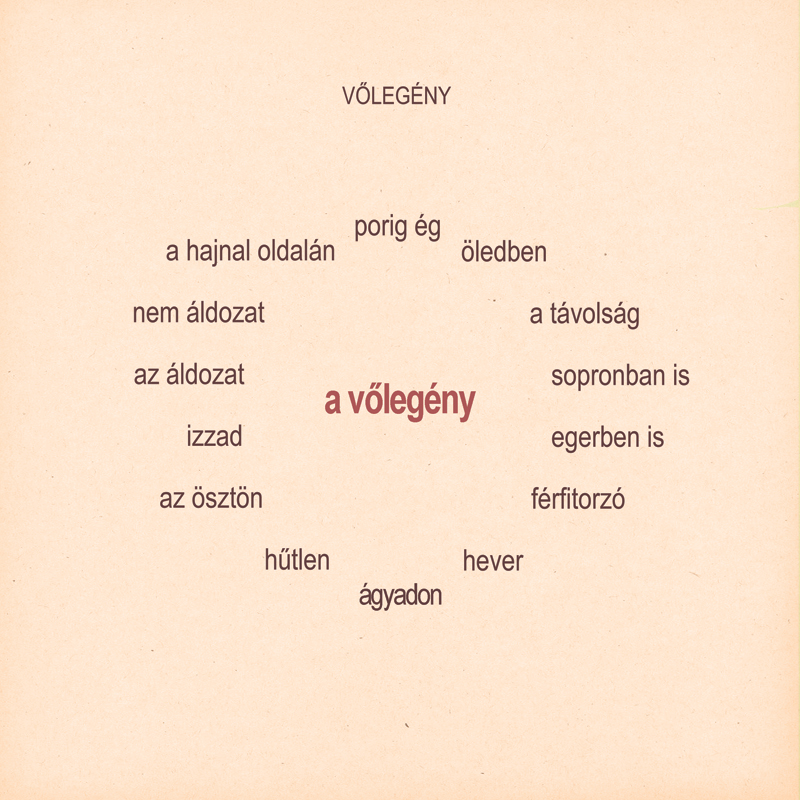 VŐLEGÉNY
porig ég
öledben
a távolság
sopronban is
egerben is
férfitorzó
hever
ágyadon
hűtlen
az ösztön
izzad
az áldozat
nem áldozat
a hajnal oldalán
a vőlegény